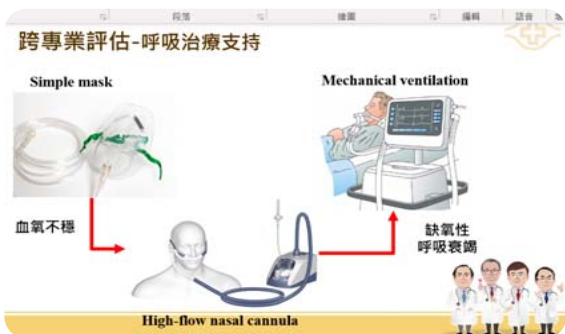 段落
繪圖
編輯
語音
跨專業評估-呼吸治療支持
Simple mask
Mechanical ventilation
血氧不穩
缺氧性
呼吸衰竭
High-flow nasal cannula